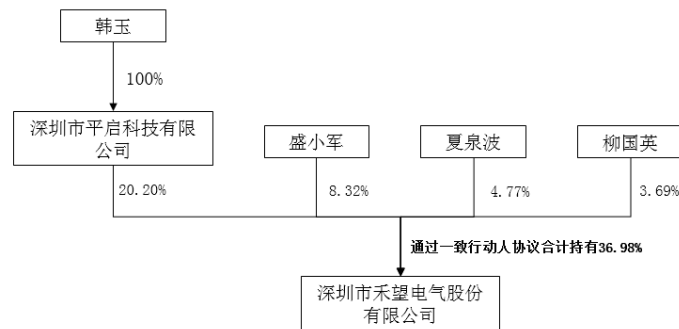 韩玉
100%
深圳市平启科技有限
公司
盛小军
夏泉波
柳国英
20.20%
8.32%
4.77%
3.69%
通过一致行动人协议合计持有36.98%
深圳市禾望电气股份
有限公司